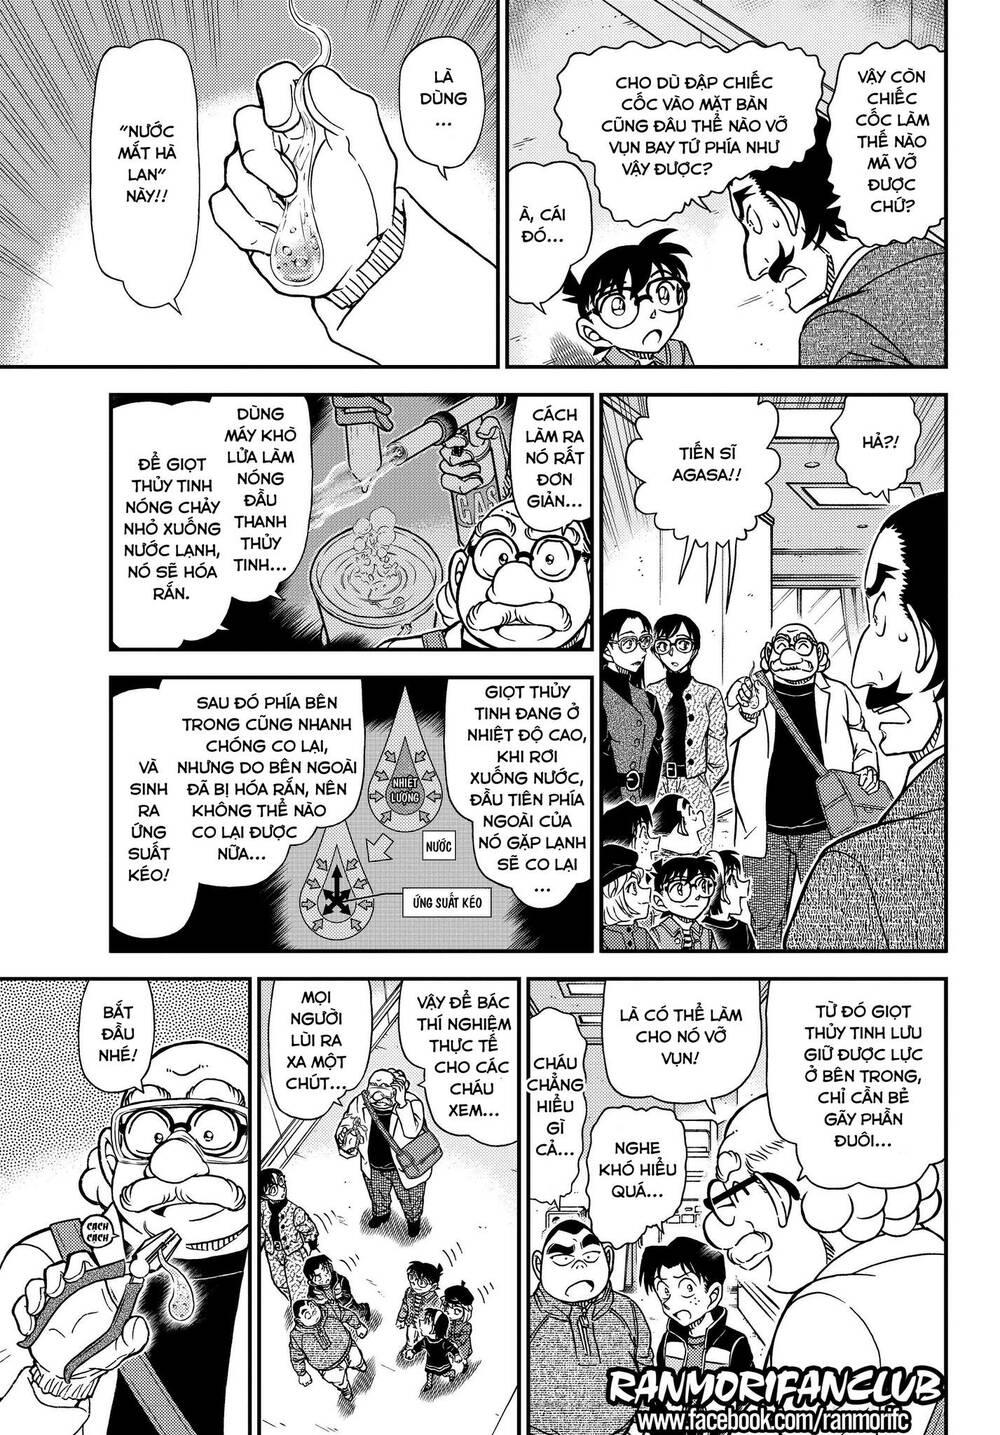 VẬY CÒN
CHIẾC
CỐC LÀM
THẾ NÀO
MÃ VỠ
ĐƯỢC
CHỨ?
CHO DÙ ĐẬP CHIẾC
CỐC VÀO MẶT BÀN
CŨNG ĐÂU THỂ NÀO VỠ
VỤN BAY TỨ PHÍA NHƯ
VẬY ĐƯỢC?
À, CÁI
ĐÓ...
LÀ
DÙNG
...
“NƯỚC
MẮT HÀ
LAN”
NÀY!!
HẢ?!
TIẾN SĨ
AGASA!!
CÁCH
LÀM RA
NÓ RẤT
ĐƠN
GIẢN...
GAS
DÙNG
MÁY KHÒ
LỬA LÀM
NÓNG
ĐẦU
THANH
THỦY
TINH...
ĐỂ GIỌT
THỦY TINH
NÓNG CHẢY
NHỎ XUỐNG
NƯỚC LẠNH,
NÓ SẼ HÓA
RẮN.
GIỌT THỦY
TINH ĐANG Ở
NHIỆT ĐỘ CAO,
KHI RƠI
XUỐNG NƯỚC,
ĐẦU TIÊN PHÍA
NGOÀI CỦA
NÓ GẶP LẠNH
SẼ CO LẠI
...
NHIỆT
LƯỢNG
NƯỚC
ỨNG SUẤT KÉO
SAU ĐÓ PHÍA BÊN
TRONG CŨNG NHANH
CHÓNG CO LẠI,
NHƯNG DO BÊN NGOÀI
ĐÃ BỊ HÓA RẮN, NÊN
KHÔNG THỂ NÀO
CO LẠI ĐƯỢC
NỮA...
VÀ
SINH
RA
ỨNG
SUẤT
KÉO!
TỪ ĐÓ GIỌT
THỦY TINH LƯU
GIỮ ĐƯỢC LỰC
Ở BÊN TRONG,
CHỈ CẦN BẺ
GÃY PHẦN
ĐUÔI...
LÀ CÓ THỂ LÀM
CHO NÓ VỠ
VỤN!
NGHE
KHÓ HIỂU
QUÁ...
CHÁU
CHẲNG
HIỂU
GÌ
CẢ...
VẬY ĐỂ BÁC
THÍ NGHIỆM
THỰC TẾ
CHO CÁC
CHÁU
XEM...
MỌI
NGƯỜI
LÙI RA
XA MỘT
CHÚT...
BẮT
ĐẦU
NHÉ!
CẠCH
CẠCH
RANMORIFANCLUB
www.facebook.com/ranmorifc